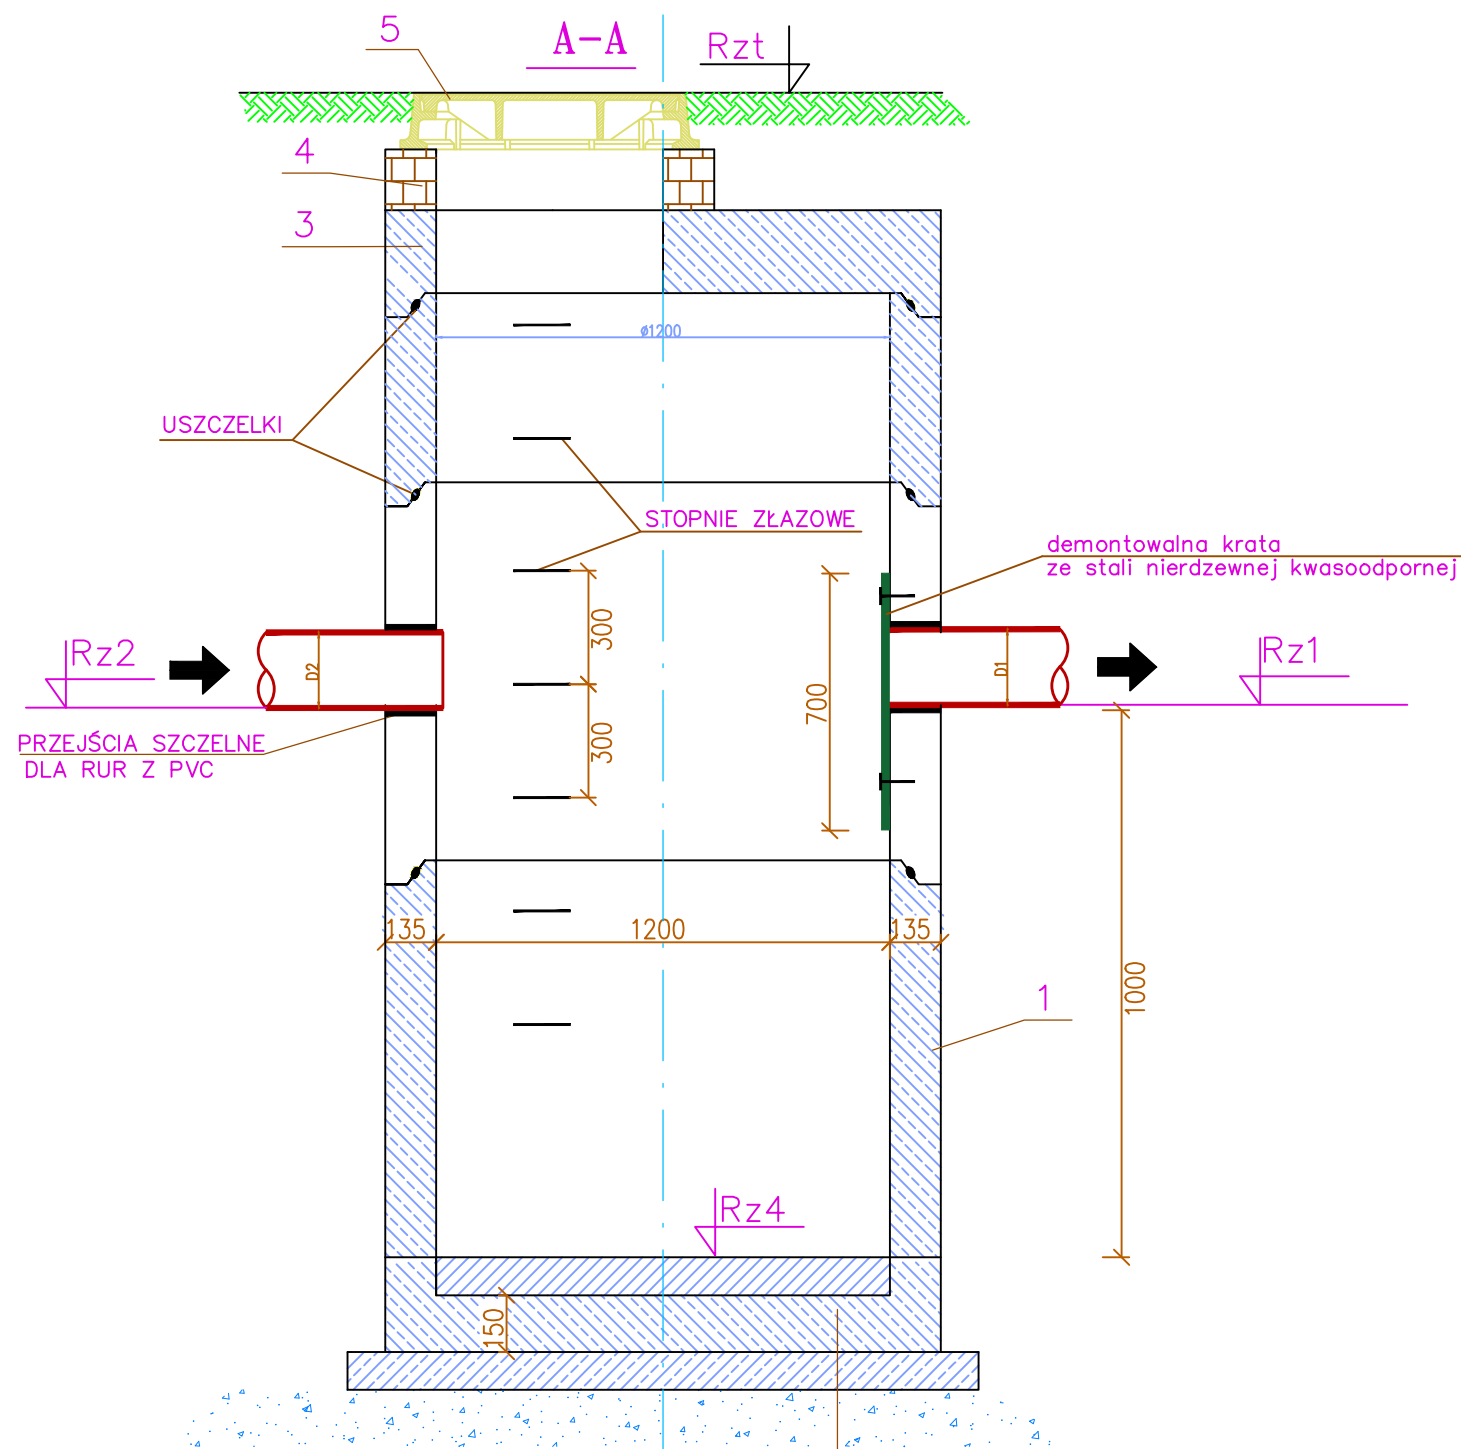 5
A-A
Rzt
4
3
ø1200
USZCZELKI
STOPNIE ZŁAZOWE
demontowalna krata
ze stali nierdzewnej kwasoodpornej
300
Rz2
D2
D1
Rz1
700
300
PRZEJŚCIA SZCZELNE
DLA RUR Z PVC
135
1200
135
1000
1
Rz4
150